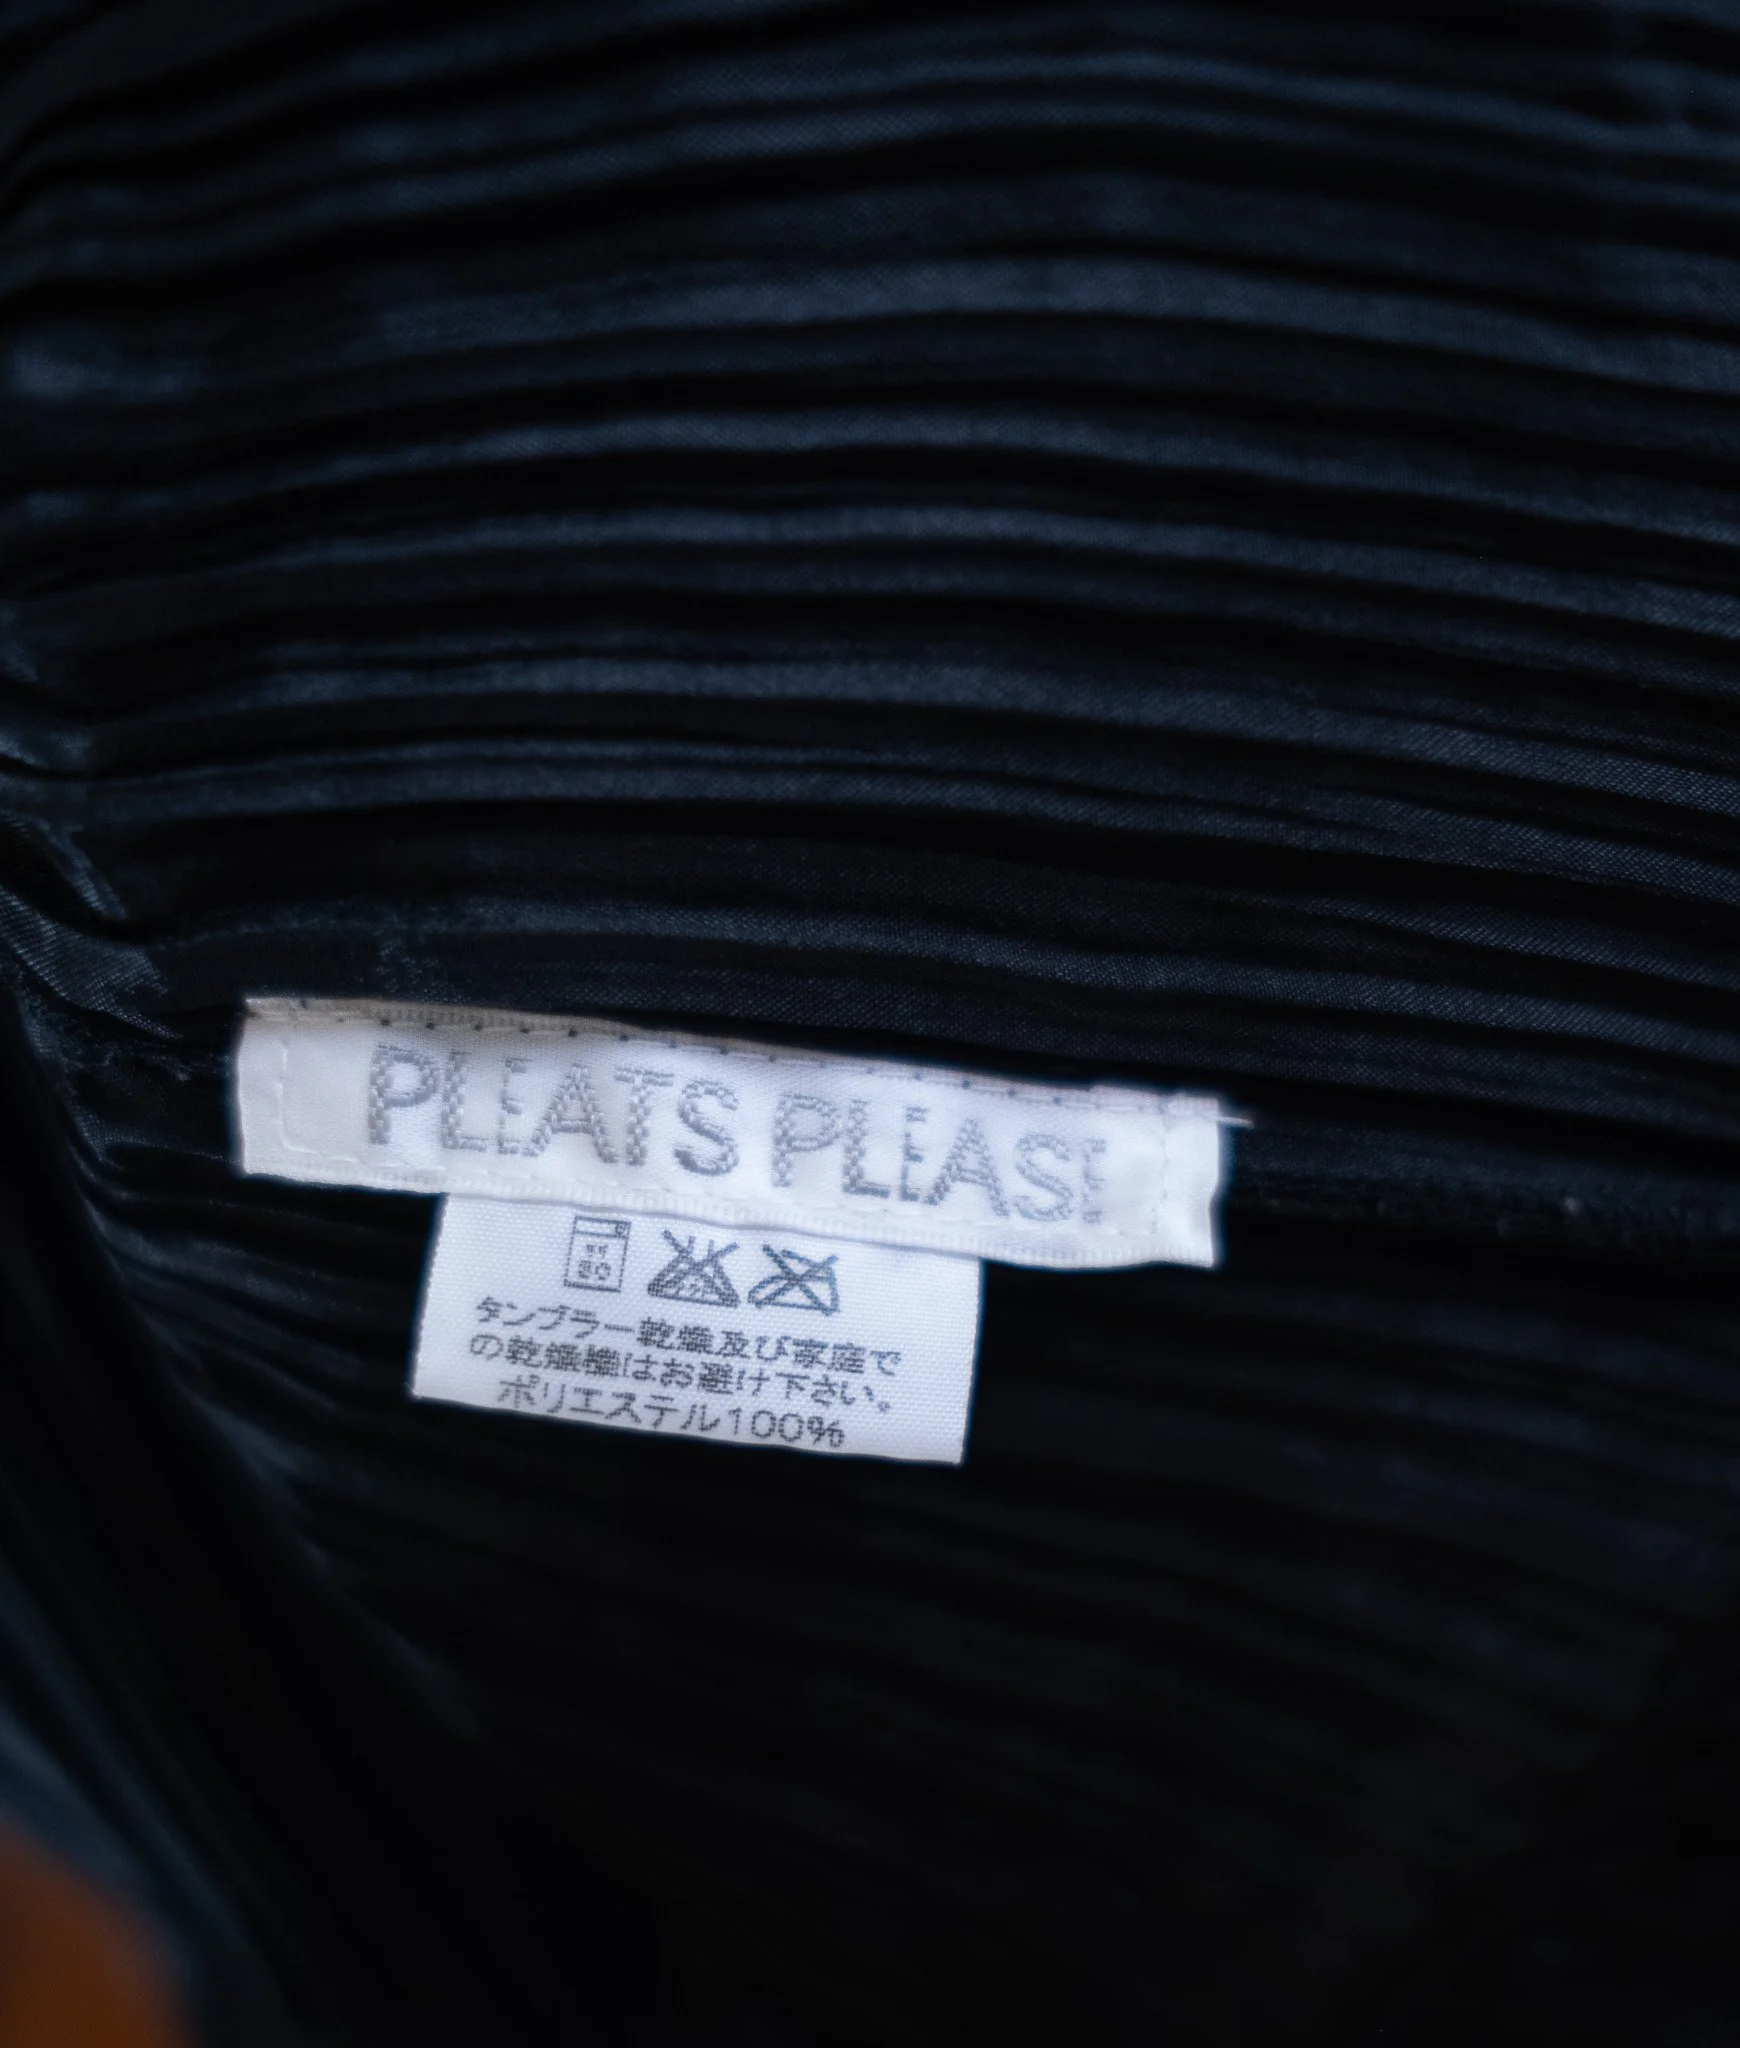 PLEATS PLEASE
タンブラー乾燥及び家庭で
の乾燥機はお避け下さい。
ポリエステル100%